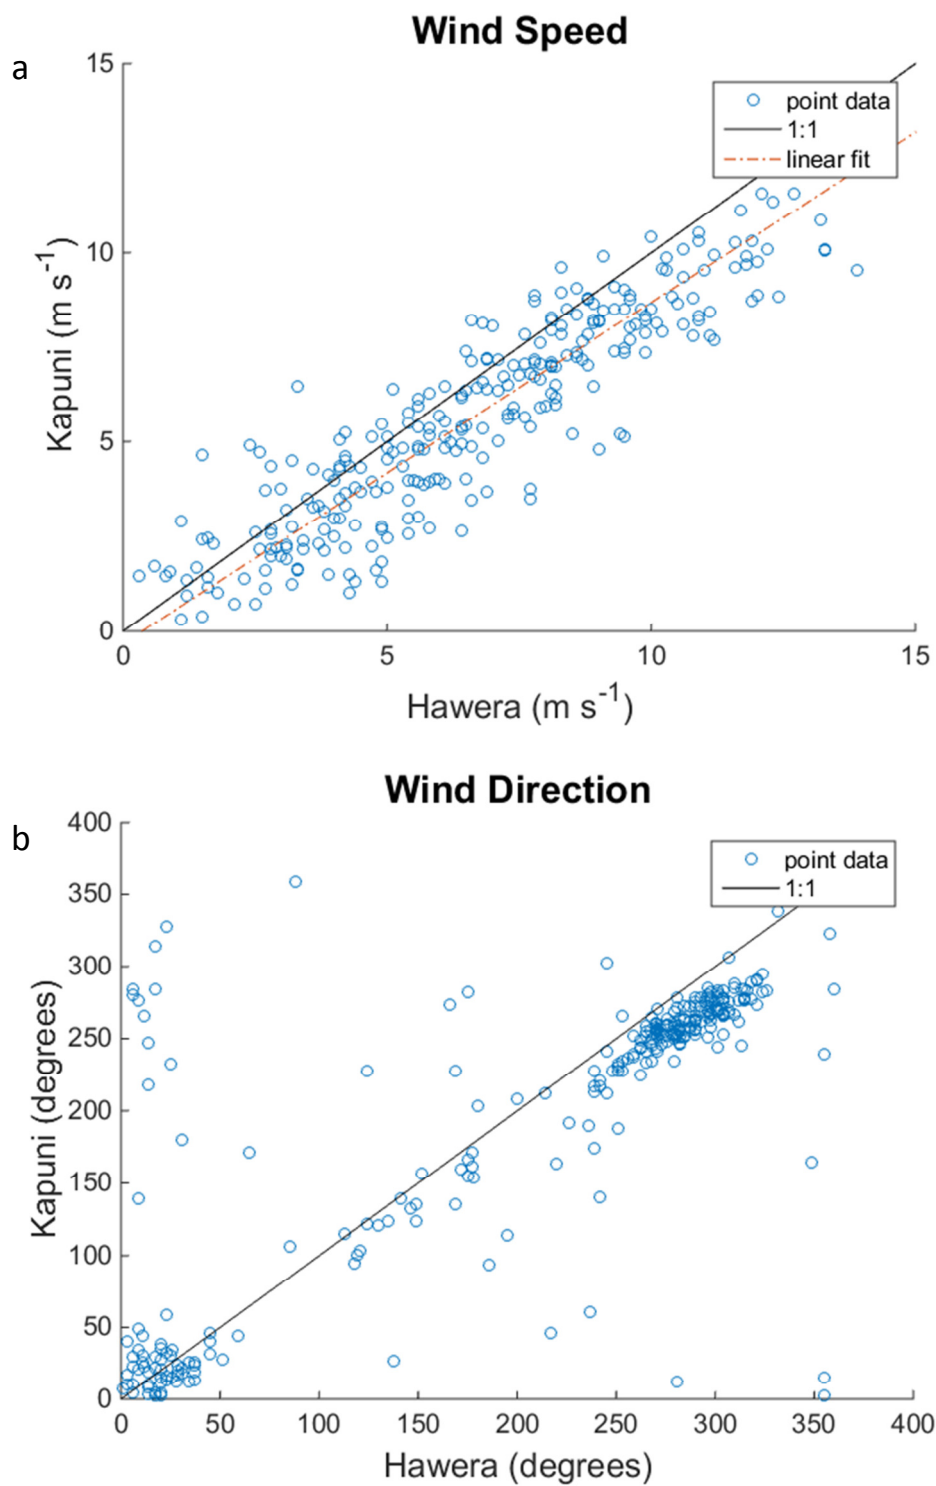 Wind Speed
a
15
10
5
0
Kapuni (m s-1)
point data
1:1
linear fit
0 5 10 15
Hawera (m s-1)
Wind Direction
b
400
350
300
250
200
150
100
50
0
Kapuni (degrees)
point data
1:1
0 50 100 150 200 250 300 350 400
Hawera (degrees)